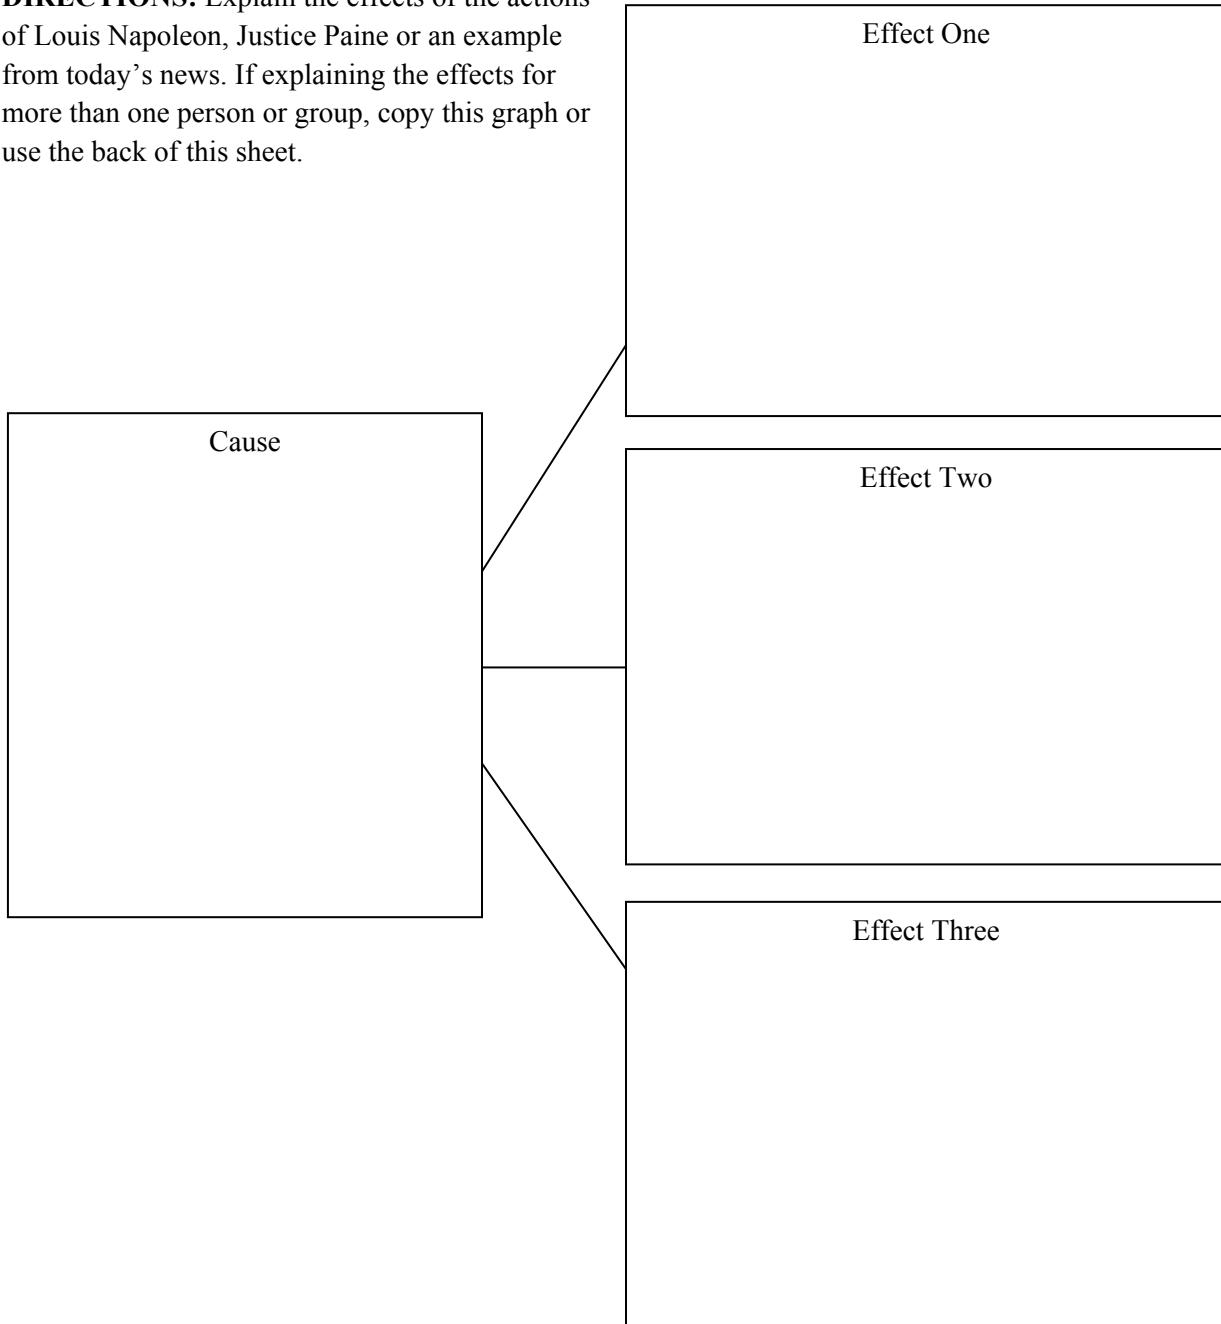 DIRECTIONS: Explain the effects of the actions
of Louis Napoleon, Justice Paine or an example
from today’s news. If explaining the effects for
more than one person or group, copy this graph or
use the back of this sheet.
Effect One
Cause
Effect Two
Effect Three